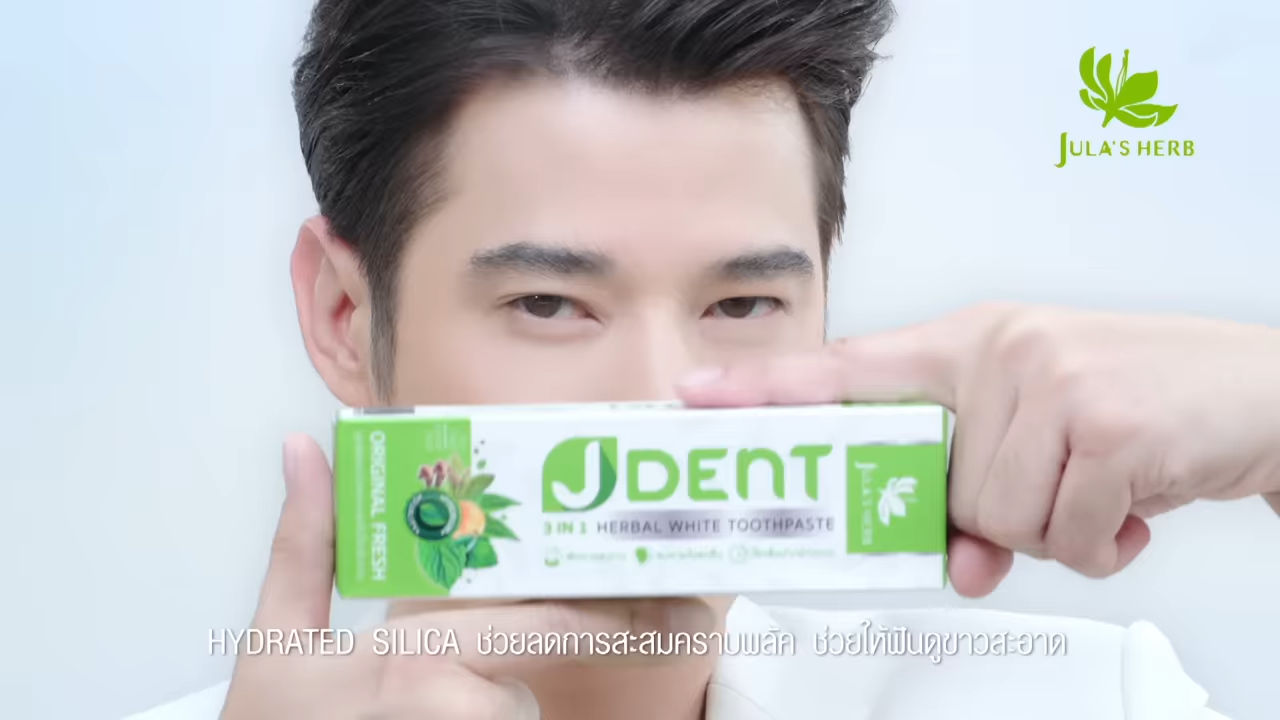 JULA'S HERB
ORIGINAL FRESH
JDENT
3 IN 1 HERBAL WHITE TOOTHPASTE
JULA'S HERB
HYDRATED SILICA ช่วยลดการสะสมคราบพลัค ช่วยให้ฟันดูขาวสะอาด